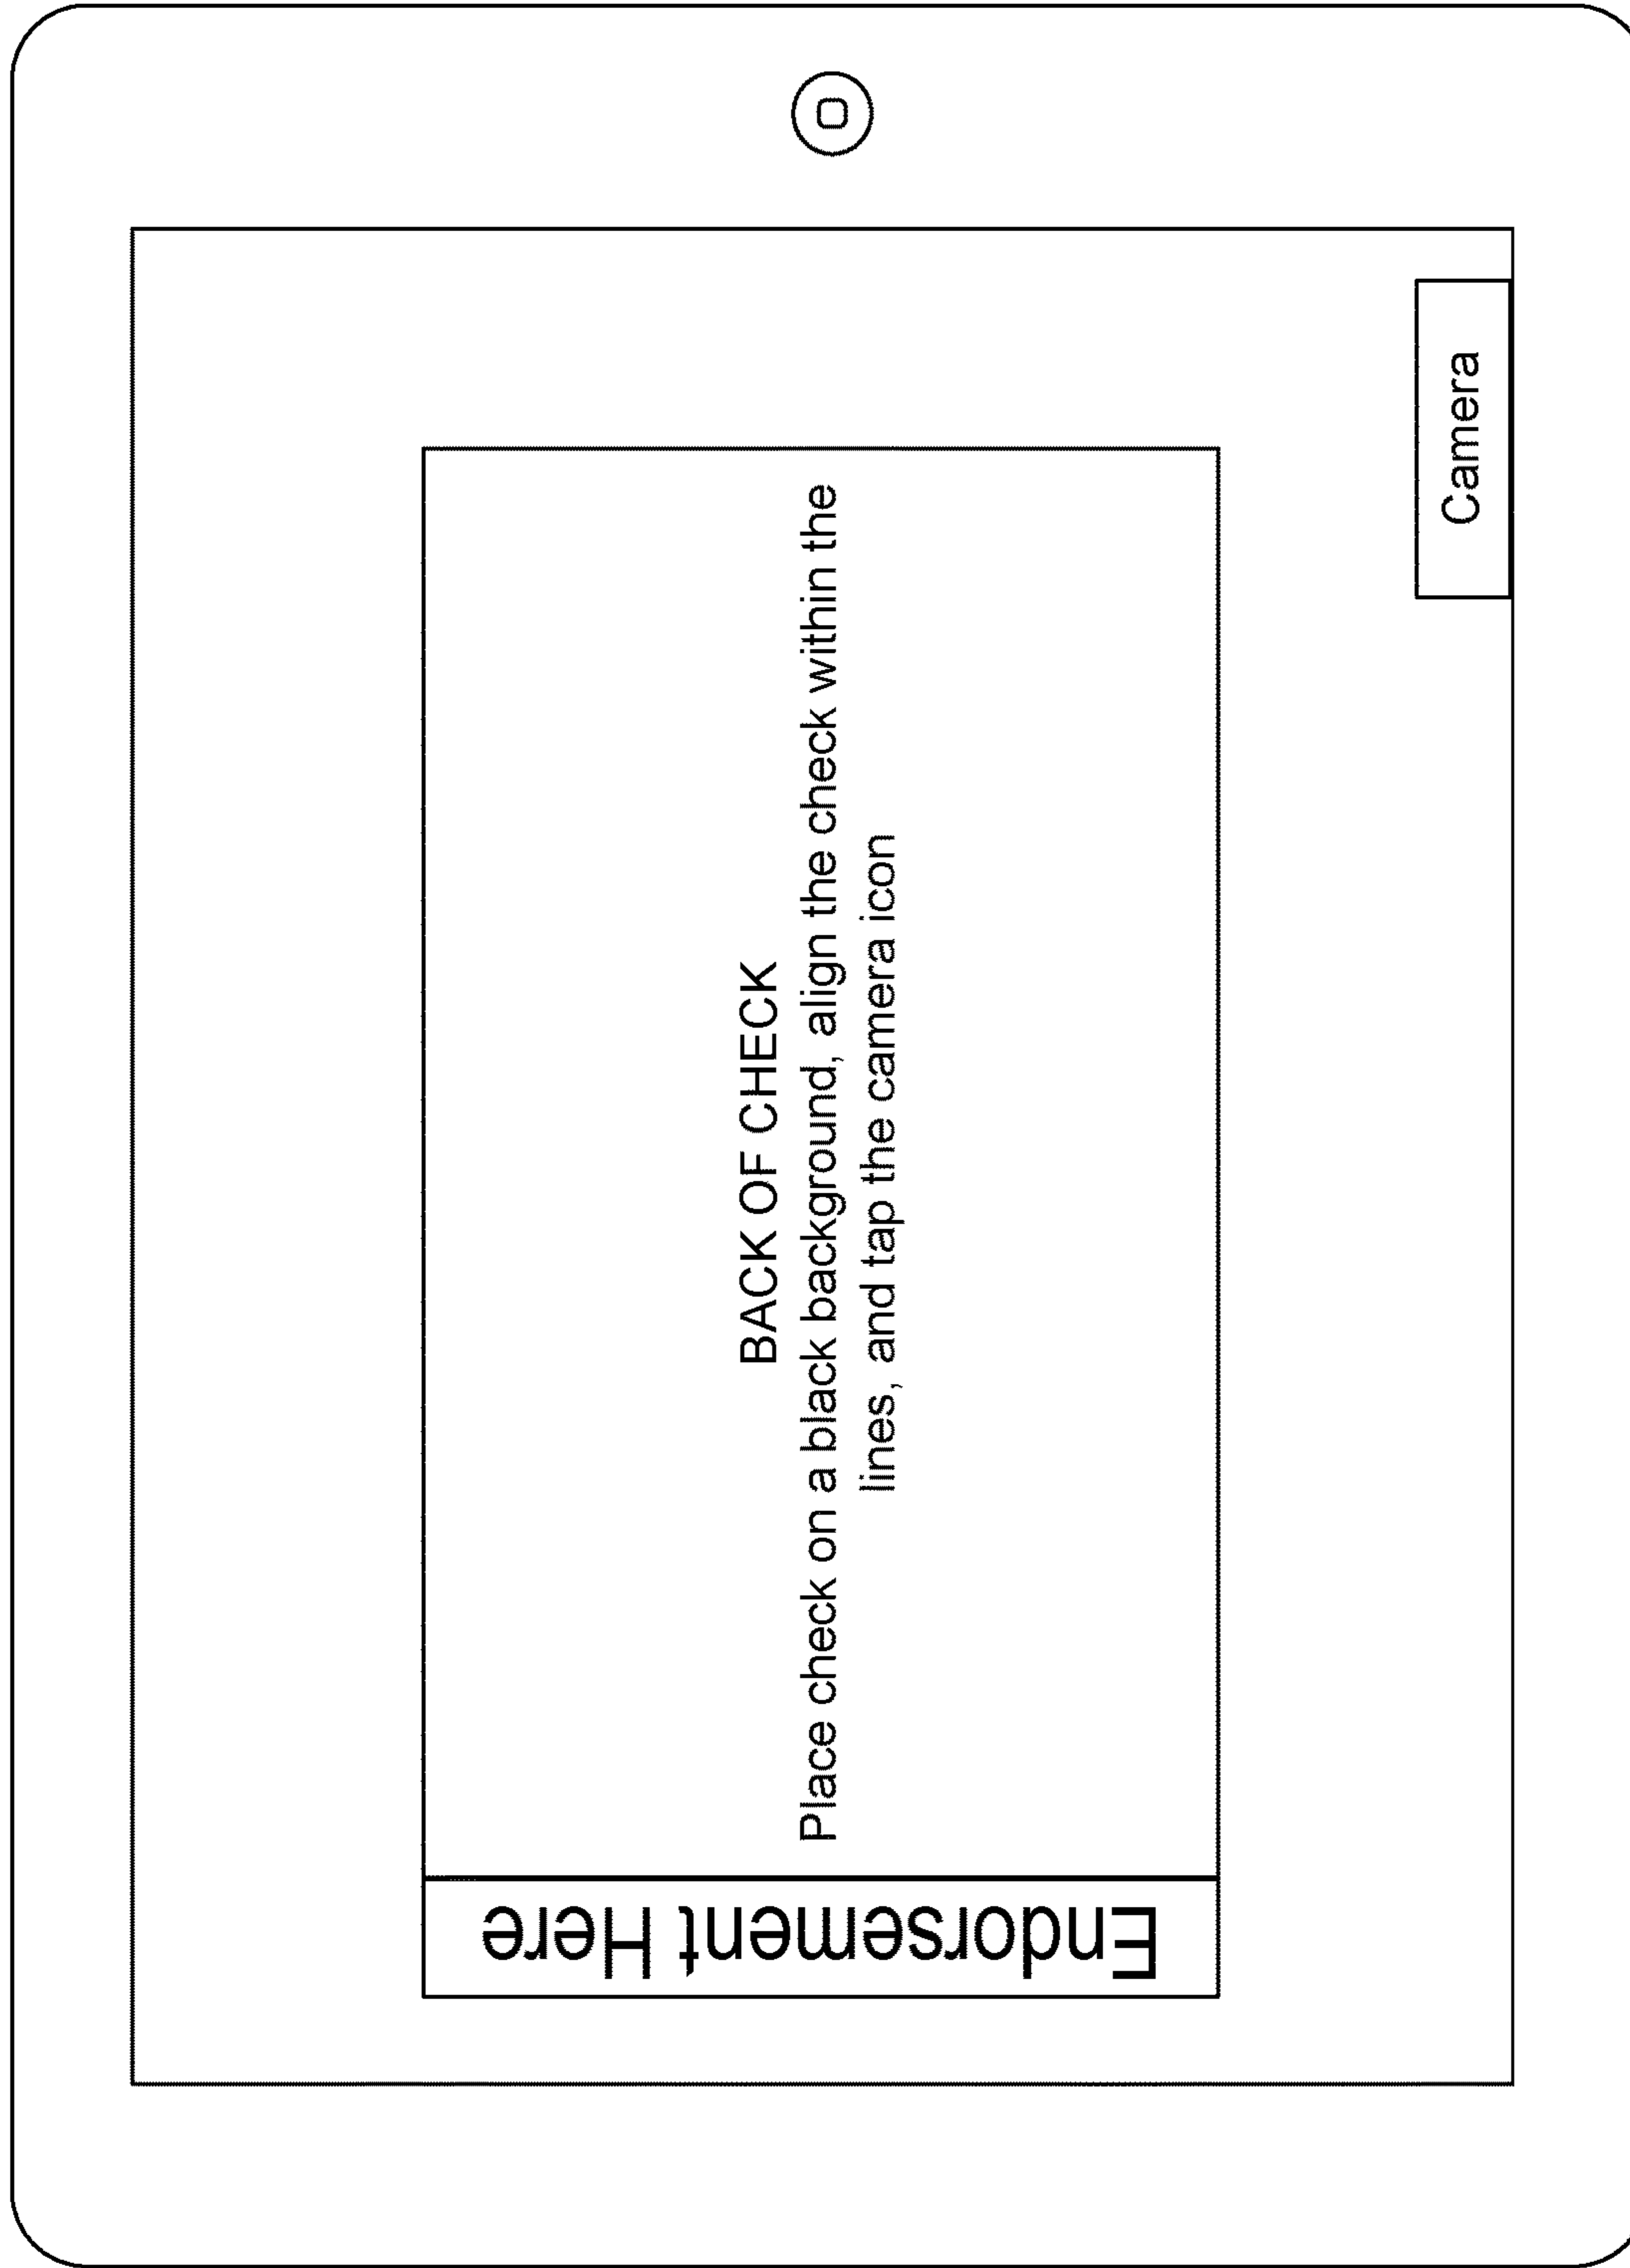 BACK OF CHECK
Place check on a black background, align the check within the
lines, and tap the camera icon
Endorsement Here
Camera